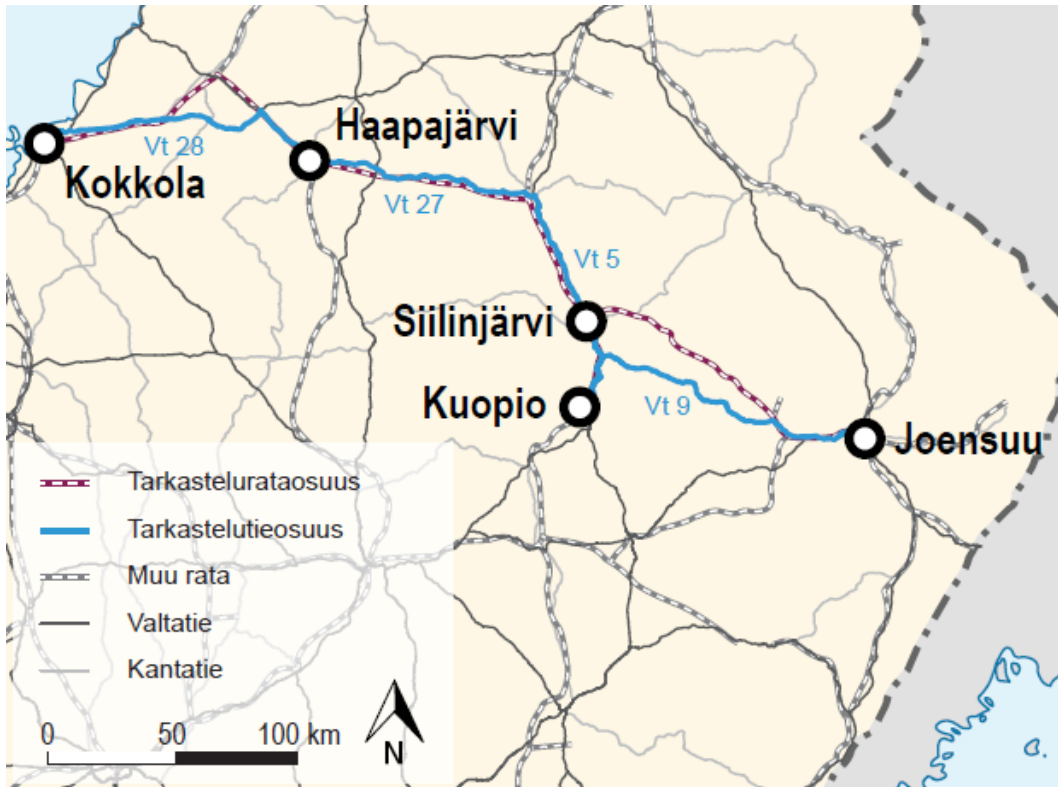 Haapajärvi
Kokkola
Vt 28
Vt 27
Vt 5
Siilinjärvi
Kuopio
Vt 9
Joensuu
Tarkastelurataosuus
Tarkastelutieosuus
Muu rata
Valtatie
Kantatie
0 50 100 km
N